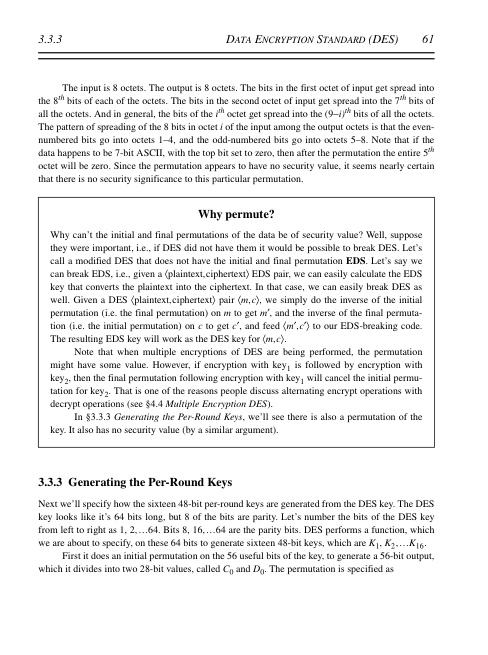 3.3.3 DATA ENCRYPTION STANDARD (DES) 61
The input is 8 octets. The output is 8 octets. The bits in the first octet of input get spread into
the 8th bits of each of the octets. The bits in the second octet of input get spread into the 7th bits of
all the octets. And in general, the bits of the ith octet get spread into the (9−i)th bits of all the octets.
The pattern of spreading of the 8 bits in octet i of the input among the output octets is that the even-
numbered bits go into octets 1–4, and the odd-numbered bits go into octets 5–8. Note that if the
data happens to be 7-bit ASCII, with the top bit set to zero, then after the permutation the entire 5th
octet will be zero. Since the permutation appears to have no security value, it seems nearly certain
that there is no security significance to this particular permutation.
Why permute?
Why can't the initial and final permutations of the data be of security value? Well, suppose
they were important, i.e., if DES did not have them it would be possible to break DES. Let's
call a modified DES that does not have the initial and final permutation EDS. Let's say we
can break EDS, i.e., given a ⟨plaintext,ciphertext⟩ EDS pair, we can easily calculate the EDS
key that converts the plaintext into the ciphertext. In that case, we can easily break DES as
well. Given a DES ⟨plaintext,ciphertext⟩ pair ⟨m,c⟩, we simply do the inverse of the initial
permutation (i.e. the final permutation) on m to get m′, and the inverse of the final permuta-
tion (i.e. the initial permutation) on c to get c′, and feed ⟨m′,c′⟩ to our EDS-breaking code.
The resulting EDS key will work as the DES key for ⟨m,c⟩.
Note that when multiple encryptions of DES are being performed, the permutation
might have some value. However, if encryption with key1 is followed by encryption with
key2, then the final permutation following encryption with key1 will cancel the initial permu-
tation for key2. That is one of the reasons people discuss alternating encrypt operations with
decrypt operations (see §4.4 Multiple Encryption DES).
In §3.3.3 Generating the Per-Round Keys, we'll see there is also a permutation of the
key. It also has no security value (by a similar argument).
3.3.3 Generating the Per-Round Keys
Next we'll specify how the sixteen 48-bit per-round keys are generated from the DES key. The DES
key looks like it's 64 bits long, but 8 of the bits are parity. Let's number the bits of the DES key
from left to right as 1, 2,…64. Bits 8, 16,…64 are the parity bits. DES performs a function, which
we are about to specify, on these 64 bits to generate sixteen 48-bit keys, which are K1, K2,…K16.
First it does an initial permutation on the 56 useful bits of the key, to generate a 56-bit output,
which it divides into two 28-bit values, called C0 and D0. The permutation is specified as